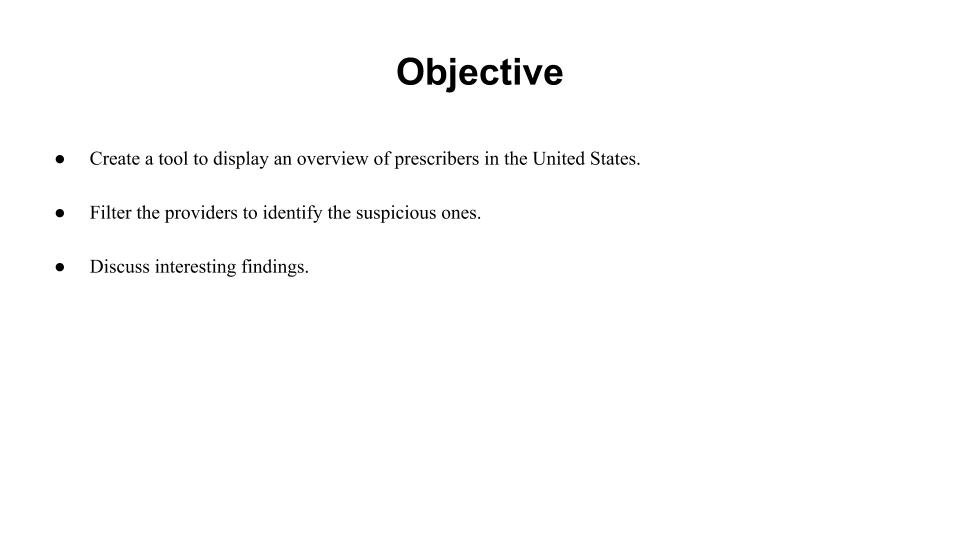 Objective
● Create a tool to display an overview of prescribers in the United States.
● Filter the providers to identify the suspicious ones.
● Discuss interesting findings.